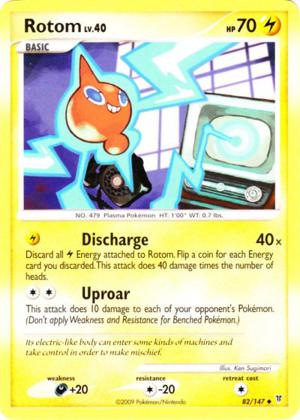 Rotom LV.40 HP 70
BASIC
NO. 479 Plasma Pokémon HT: 1'00" WT: 0.7 lbs.
Discharge 40×
Discard all Energy attached to Rotom. Flip a coin for each Energy
card you discarded. This attack does 40 damage times the number of
heads.
Uproar
This attack does 10 damage to each of your opponent's Pokémon.
(Don't apply Weakness and Resistance for Benched Pokémon.)
Its electric-like body can enter some kinds of machines and
take control in order to make mischief.
Illus. Ken Sugimori
weakness resistance retreat cost
+20 -20
©2009 Pokémon/Nintendo 82/147